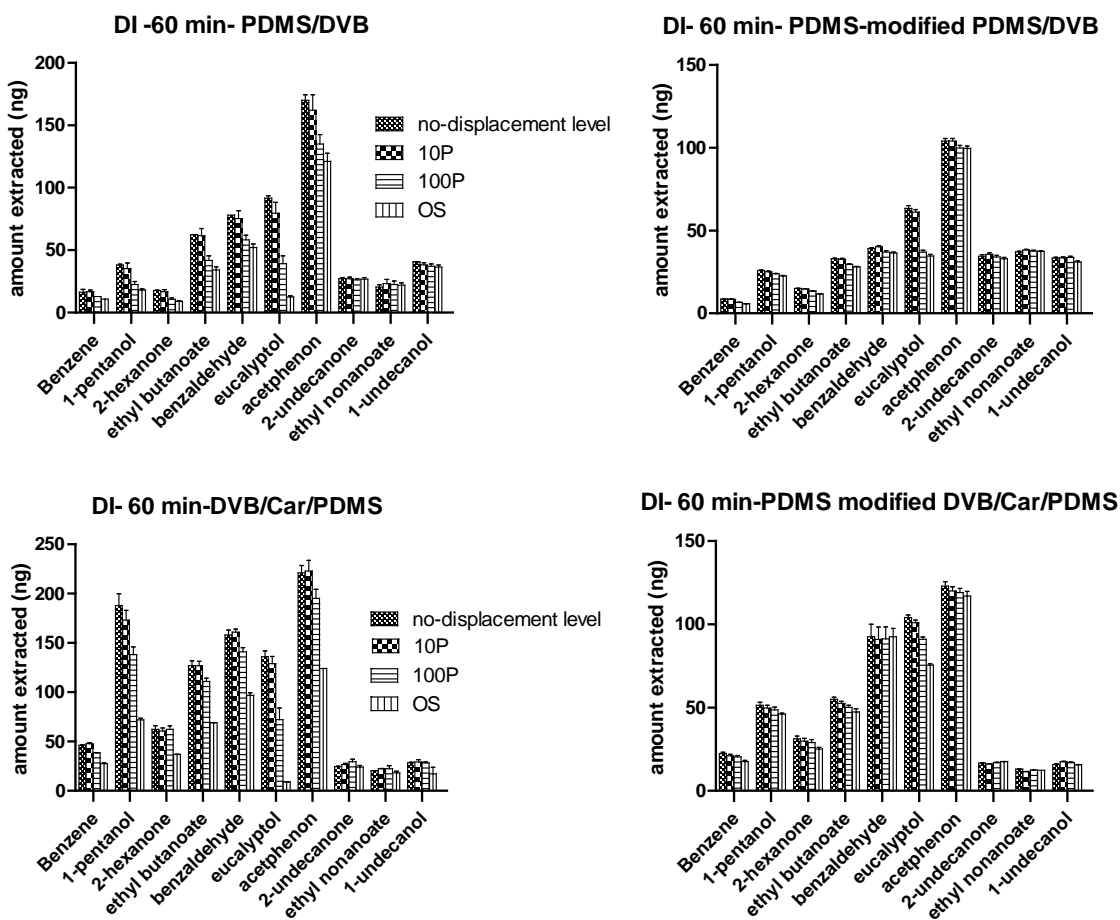 DI -60 min- PDMS/DVB
amount extracted (ng)
200
150
100
50
0
no-displacement level
10P
100P
OS
Benzene
1-pentanol
2-hexanone
ethyl butanoate
benzaldehyde
eucalyptol
acetphenon
2-undecanone
ethyl nonanoate
1-undecanol
DI- 60 min- PDMS-modified PDMS/DVB
amount extracted (ng)
150
100
50
0
Benzene
1-pentanol
2-hexanone
ethyl butanoate
benzaldehyde
eucalyptol
acetphenon
2-undecanone
ethyl nonanoate
1-undecanol
DI- 60 min-DVB/Car/PDMS
amount extracted (ng)
250
200
150
100
50
0
no-displacement level
10P
100P
OS
Benzene
1-pentanol
2-hexanone
ethyl butanoate
benzaldehyde
eucalyptol
acetphenon
2-undecanone
ethyl nonanoate
1-undecanol
DI- 60 min-PDMS modified DVB/Car/PDMS
amount extracted (ng)
150
100
50
0
Benzene
1-pentanol
2-hexanone
ethyl butanoate
benzaldehyde
eucalyptol
acetphenon
2-undecanone
ethyl nonanoate
1-undecanol